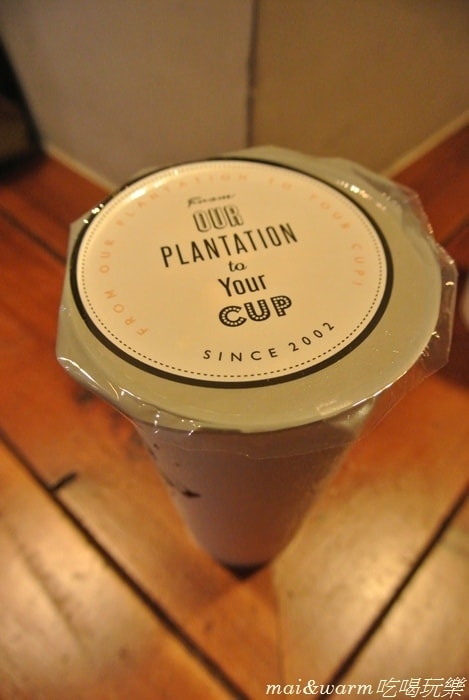 From
OUR
PLANTATION
to
Your
CUP
SINCE 2002
FROM OUR PLANTATION TO YOUR CUP!
mai&warm吃喝玩樂